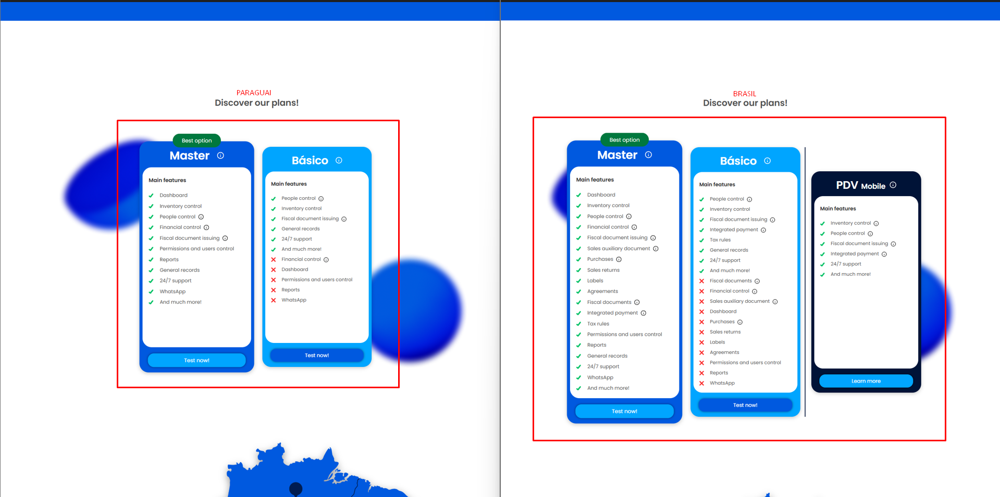 PARAGUAI
Discover our plans!
Best option
Master
Main features
Dashboard
Inventory control
People control
Financial control
Fiscal document issuing
Permissions and users control
Reports
General records
24/7 support
WhatsApp
And much more!
Test now!
Básico
Main features
People control
Inventory control
Fiscal document issuing
General records
24/7 support
And much more!
Financial control
Dashboard
Permissions and users control
Reports
WhatsApp
Test now!
BRASIL
Discover our plans!
Best option
Master
Main features
Dashboard
Inventory control
People control
Financial control
Fiscal document issuing
Sales auxiliary document
Purchases
Sales returns
Labels
Agreements
Fiscal documents
Integrated payment
Tax rules
Permissions and users control
Reports
General records
24/7 support
WhatsApp
And much more!
Test now!
Básico
Main features
People control
Inventory control
Fiscal document issuing
Integrated payment
Tax rules
General records
24/7 support
And much more!
Fiscal documents
Financial control
Sales auxiliary document
Dashboard
Purchases
Sales returns
Labels
Agreements
Permissions and users control
Reports
WhatsApp
Test now!
PDV Mobile
Main features
Inventory control
People control
Fiscal document issuing
Integrated payment
24/7 support
And much more!
Learn more